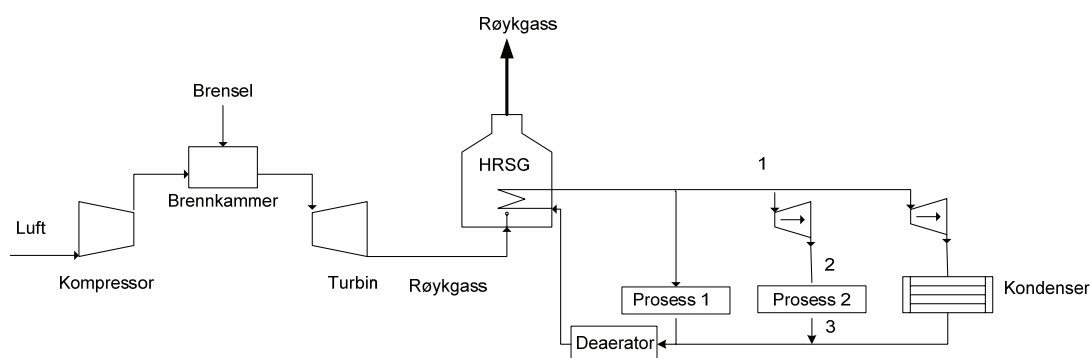 Røykgass
Brensel
HRSG
1
Brennkammer
Luft
Kompressor
Turbin
Røykgass
2
Prosess 1
Prosess 2
Kondenser
3
Deaerator